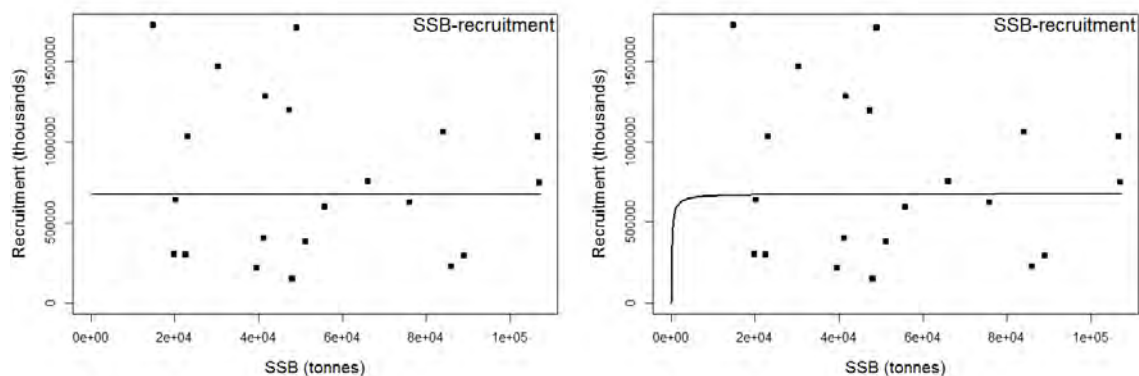 SSB-recruitment
Recruitment (thousands)
1500000
1000000
500000
0
0e+00 2e+04 4e+04 6e+04 8e+04 1e+05
SSB (tonnes)
SSB-recruitment
Recruitment (thousands)
1500000
1000000
500000
0
0e+00 2e+04 4e+04 6e+04 8e+04 1e+05
SSB (tonnes)